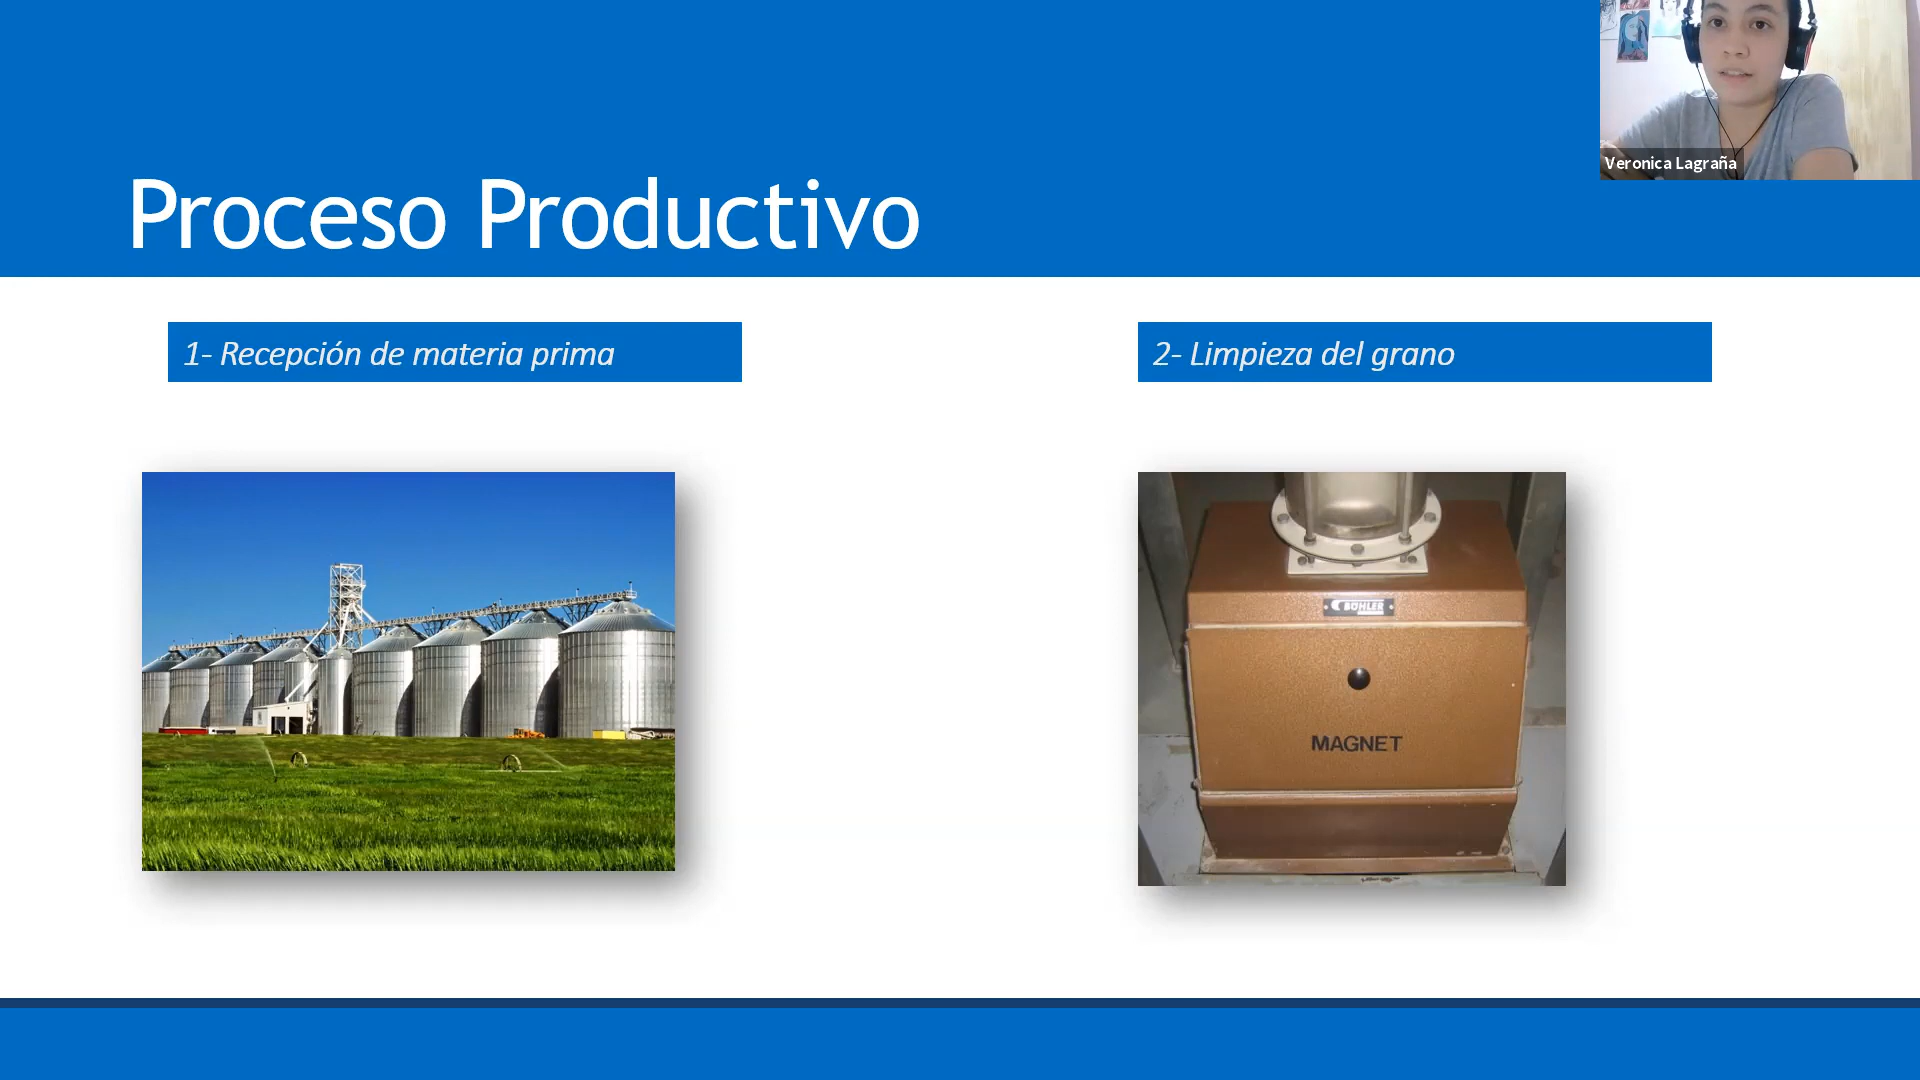 Veronica Lagraña
Proceso Productivo
1- Recepción de materia prima
2- Limpieza del grano
BÜHLER
MAGNET